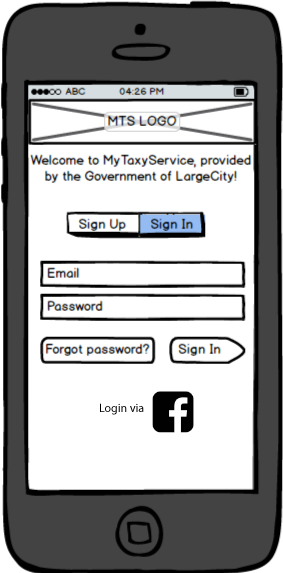 ABC 04:26 PM
MTS LOGO
Welcome to MyTaxyService, provided
by the Government of LargeCity!
Sign Up Sign In
Email
Password
Forgot password? Sign In
Login via